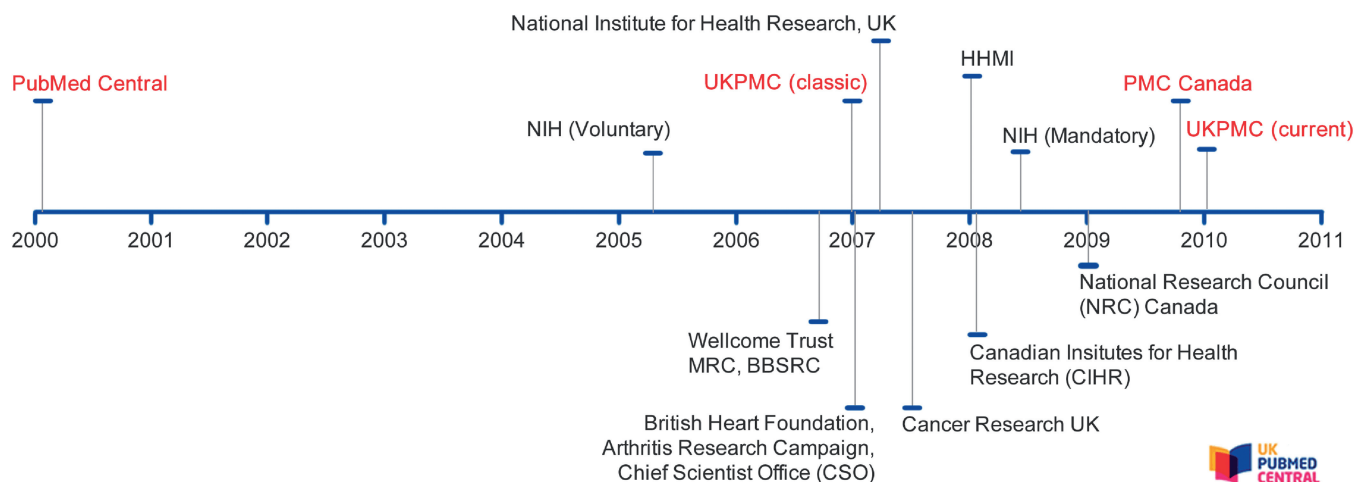 National Institute for Health Research, UK
HHMI
PubMed Central
UKPMC (classic)
PMC Canada
NIH (Voluntary)
NIH (Mandatory)
UKPMC (current)
2000 2001 2002 2003 2004 2005 2006 2007 2008 2009 2010 2011
National Research Council
(NRC) Canada
Wellcome Trust
MRC, BBSRC
Canadian Insitutes for Health
Research (CIHR)
British Heart Foundation,
Arthritis Research Campaign,
Chief Scientist Office (CSO)
Cancer Research UK
UK
PUBMED
CENTRAL